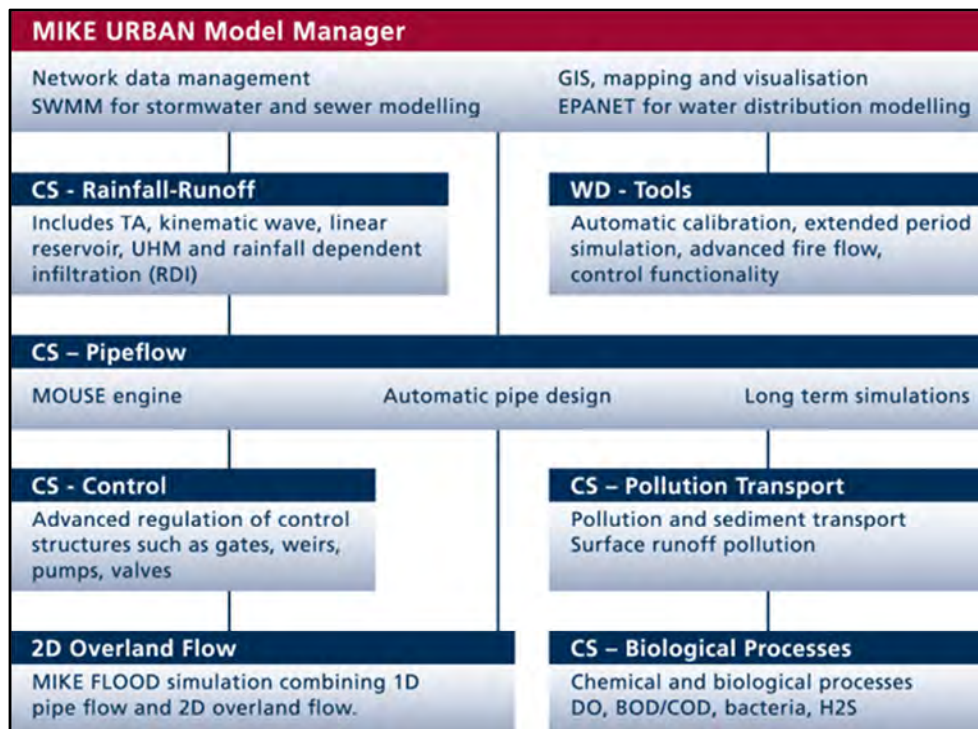 MIKE URBAN Model Manager
Network data management
SWMM for stormwater and sewer modelling
GIS, mapping and visualisation
EPANET for water distribution modelling
CS - Rainfall-Runoff
Includes TA, kinematic wave, linear
reservoir, UHM and rainfall dependent
infiltration (RDI)
WD - Tools
Automatic calibration, extended period
simulation, advanced fire flow,
control functionality
CS – Pipeflow
MOUSE engine
Automatic pipe design
Long term simulations
CS - Control
Advanced regulation of control
structures such as gates, weirs,
pumps, valves
CS – Pollution Transport
Pollution and sediment transport
Surface runoff pollution
2D Overland Flow
MIKE FLOOD simulation combining 1D
pipe flow and 2D overland flow.
CS – Biological Processes
Chemical and biological processes
DO, BOD/COD, bacteria, H2S